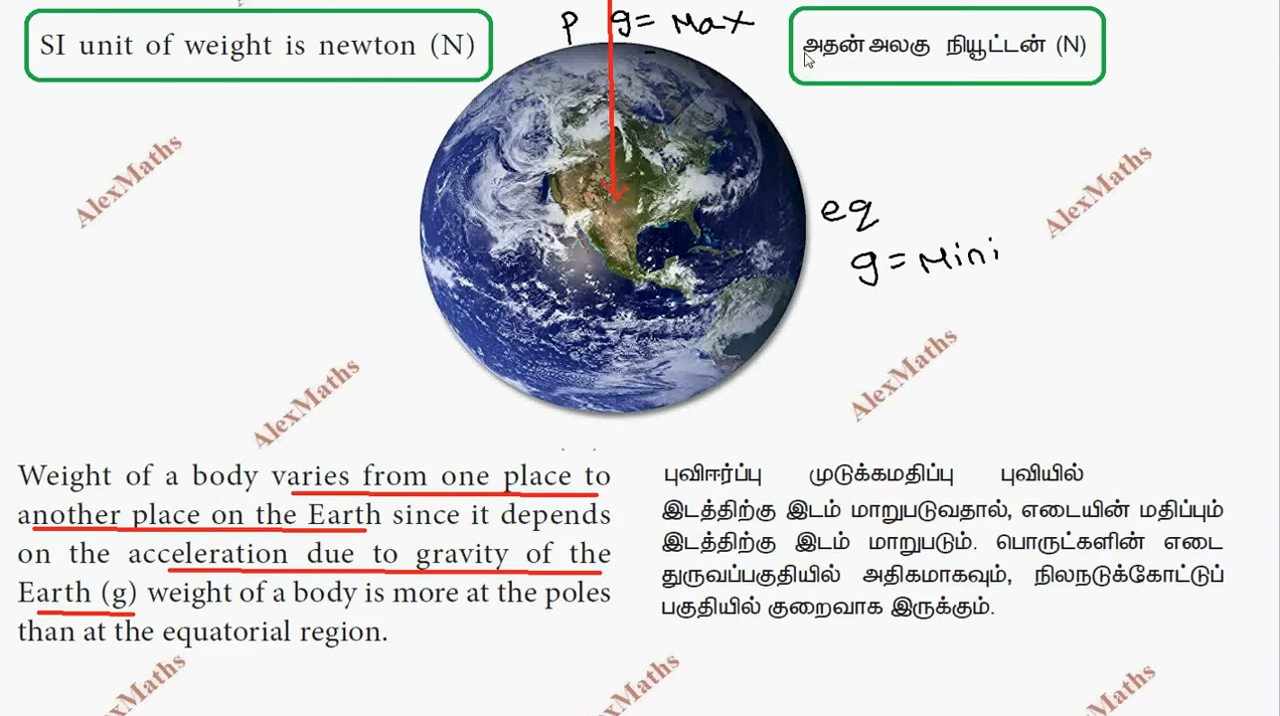 SI unit of weight is newton (N)
P g = Max
அதன் அலகு நியூட்டன் (N)
AlexMaths
AlexMaths
eq
g = Mini
AlexMaths
AlexMaths
Weight of a body varies from one place to
another place on the Earth since it depends
on the acceleration due to gravity of the
Earth (g) weight of a body is more at the poles
than at the equatorial region.
புவிஈர்ப்பு முடுக்கமதிப்பு புவியில்
இடத்திற்கு இடம் மாறுபடுவதால், எடையின் மதிப்பும்
இடத்திற்கு இடம் மாறுபடும். பொருட்களின் எடை
துருவப்பகுதியில் அதிகமாகவும், நிலநடுக்கோட்டுப்
பகுதியில் குறைவாக இருக்கும்.
AlexMaths
AlexMaths
AlexMaths